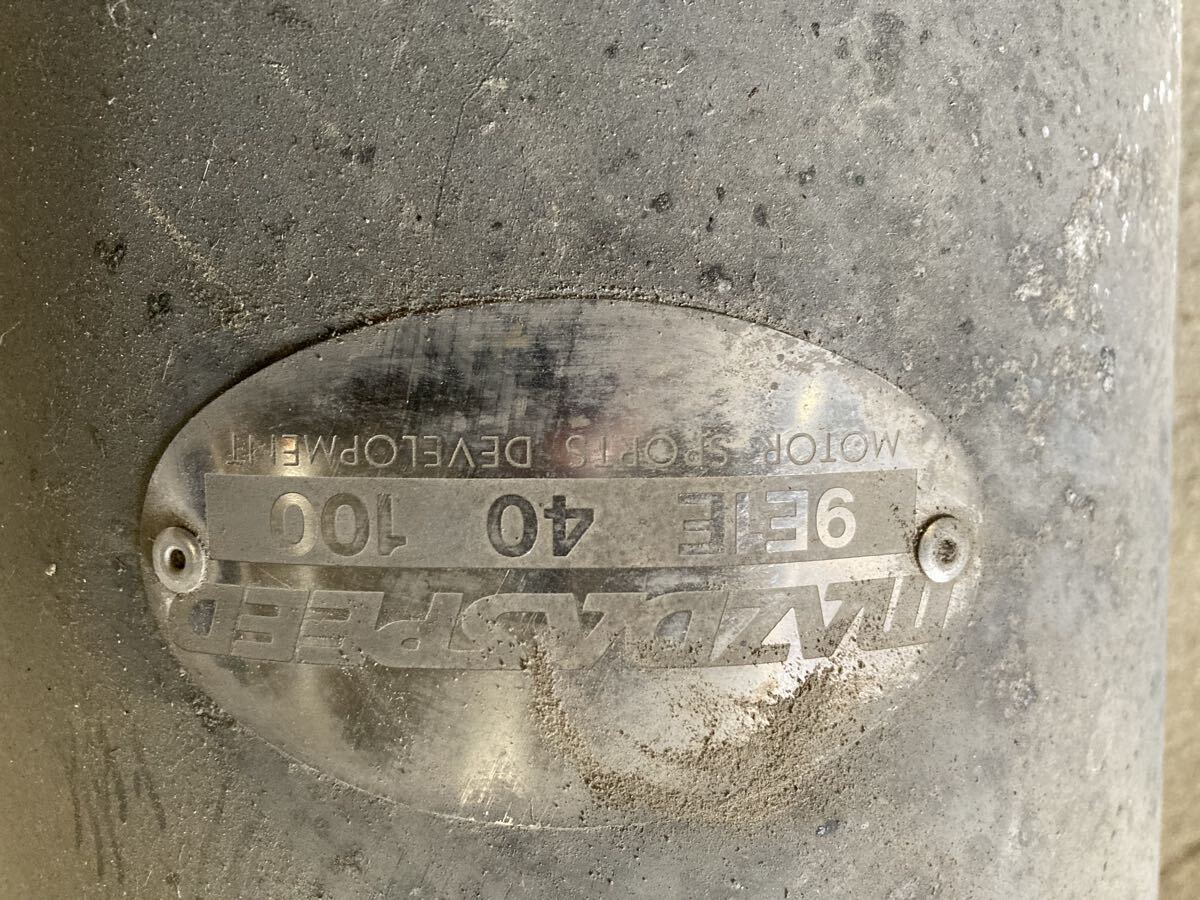 MAZDASPEED
9E1E 40 100
MOTOR SPORTS DEVELOPMENT